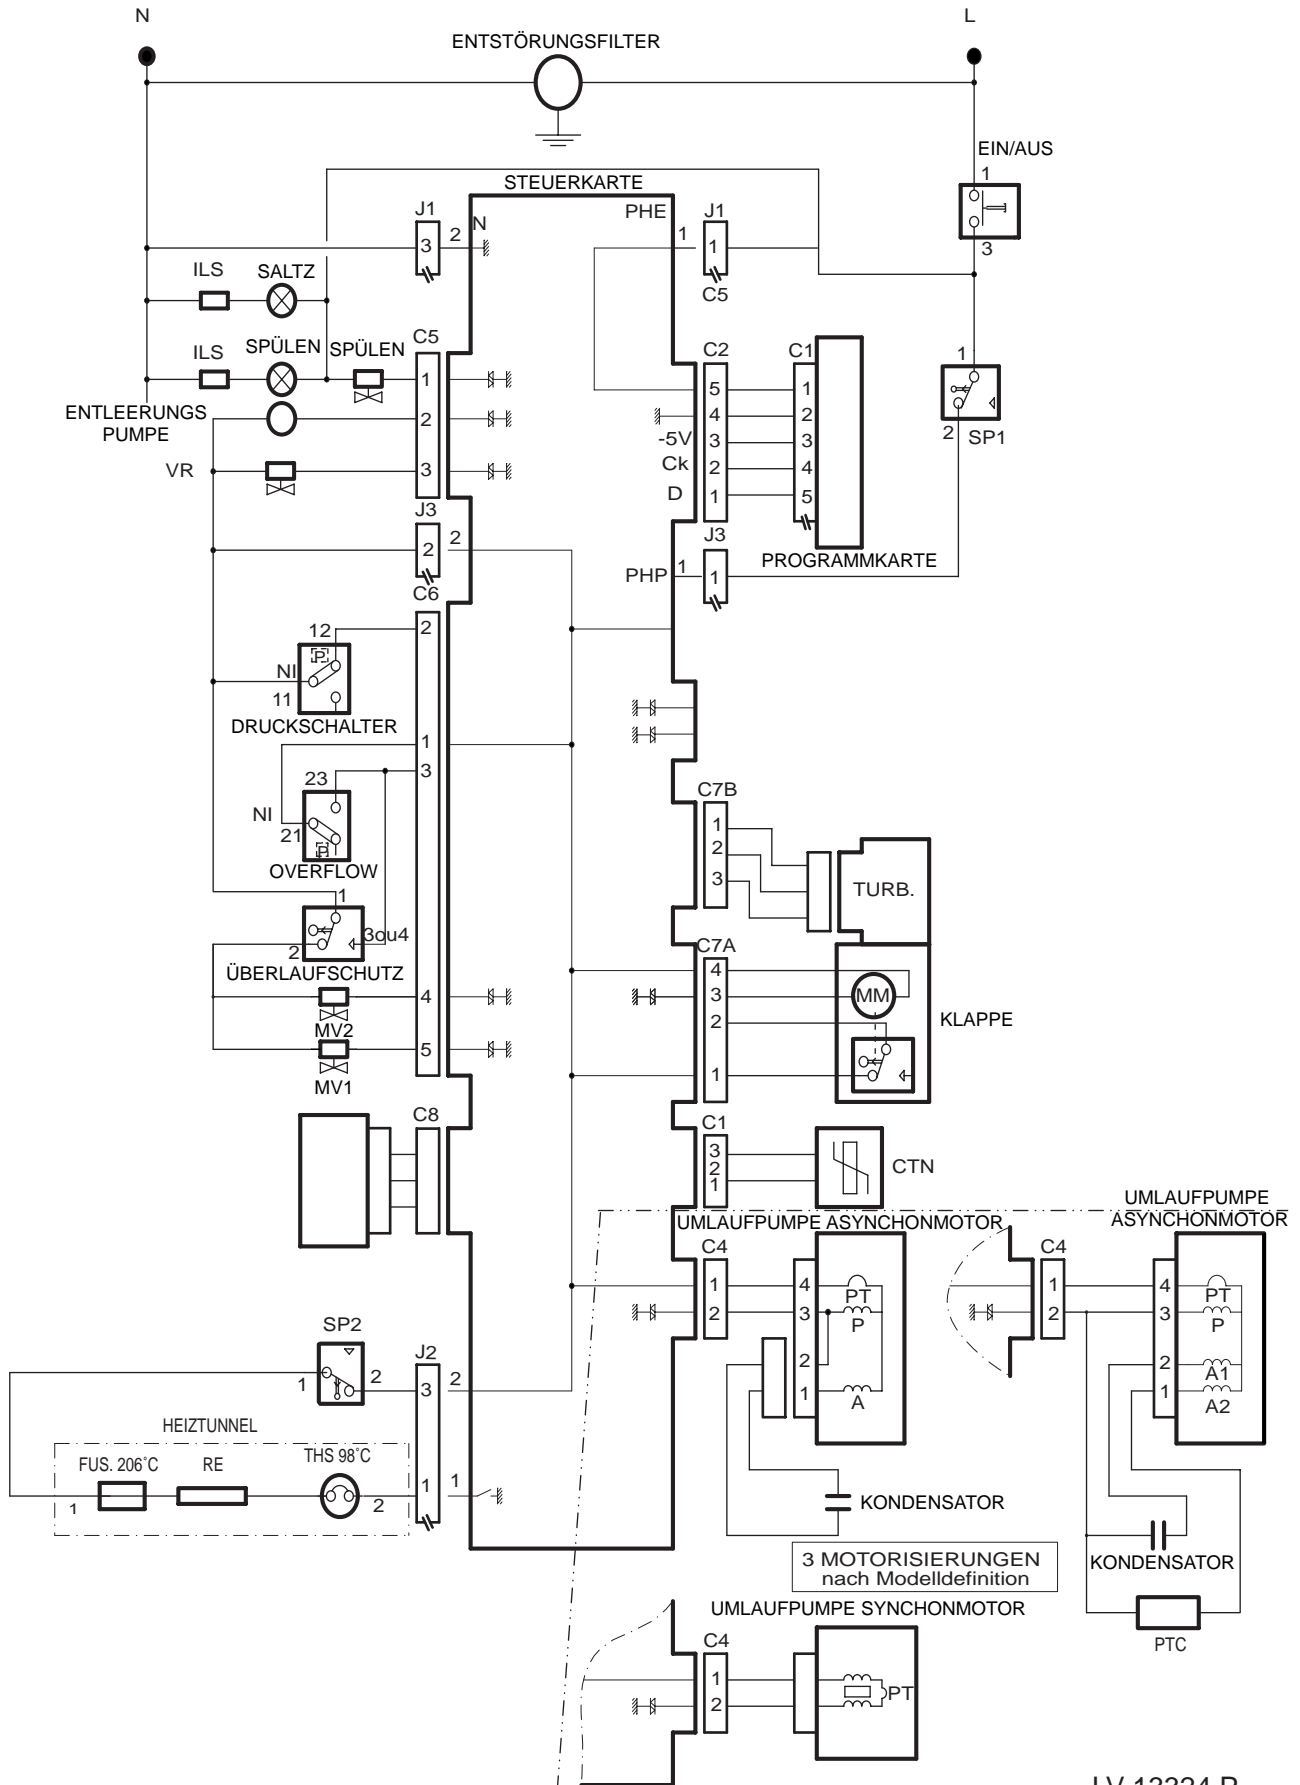 N
L
ENTSTÖRUNGSFILTER
EIN/AUS
1
3
STEUERKARTE
J1
3
2
N
PHE
1
J1
1
C5
ILS
SALTZ
ILS
SPÜLEN
SPÜLEN
C5
1
2
3
ENTLEERUNGS
PUMPE
VR
C2
5
4
3
2
1
-5V
Ck
D
C1
1
2
3
4
5
PROGRAMMKARTE
1
2
SP1
J3
2
2
C6
PHP
1
J3
1
12
P
NI
11
DRUCKSCHALTER
2
1
3
23
NI
21
P
OVERFLOW
1
2
3ou4
ÜBERLAUFSCHUTZ
4
MV2
5
MV1
C7B
1
2
3
TURB.
C7A
4
3
2
1
MM
KLAPPE
C8
C1
3
2
1
CTN
UMLAUFPUMPE ASYNCHONMOTOR
C4
1
2
4
3
2
1
PT
P
A
KONDENSATOR
UMLAUFPUMPE
ASYNCHONMOTOR
C4
1
2
4
3
2
1
PT
P
A1
A2
KONDENSATOR
PTC
SP2
1
2
J2
3
2
HEIZTUNNEL
FUS. 206°C
RE
THS 98°C
1
2
1
1
3 MOTORISIERUNGEN
nach Modelldefinition
UMLAUFPUMPE SYNCHONMOTOR
C4
1
2
PT